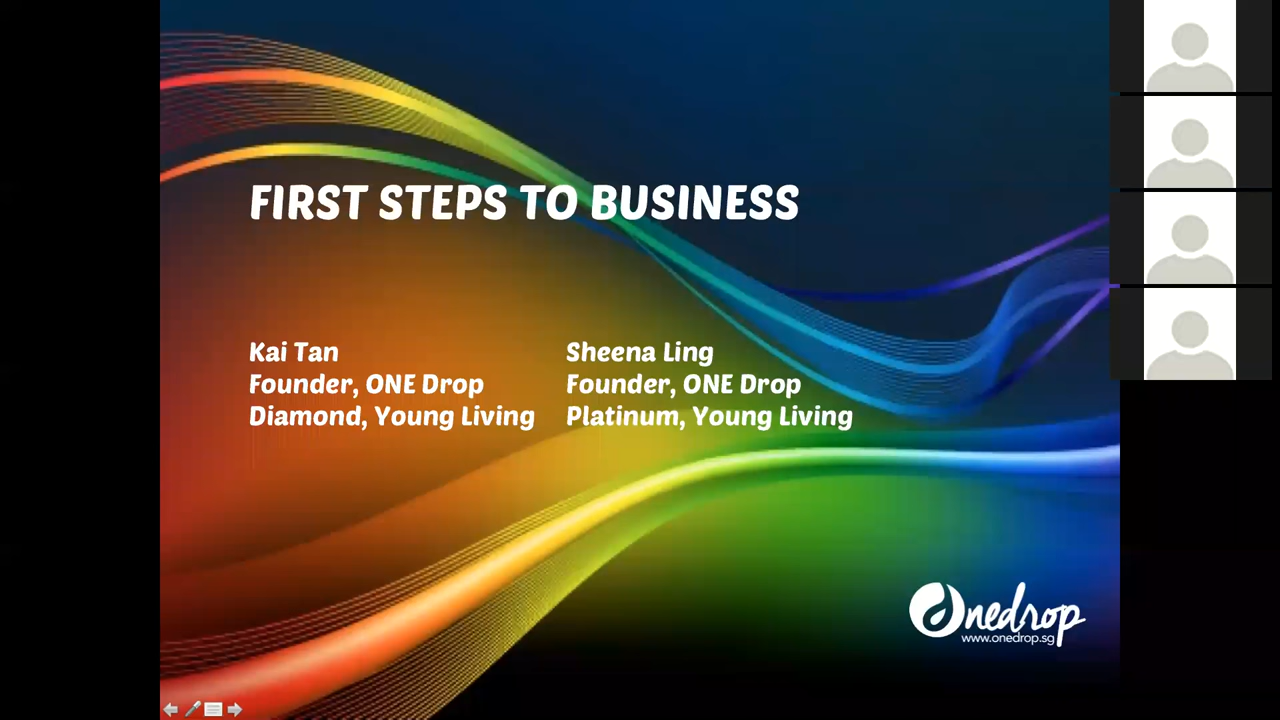 FIRST STEPS TO BUSINESS
Kai Tan
Founder, ONE Drop
Diamond, Young Living
Sheena Ling
Founder, ONE Drop
Platinum, Young Living
Onedrop
www.onedrop.sg